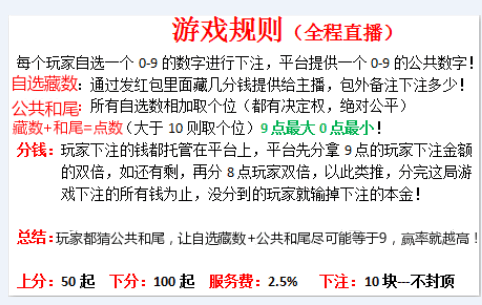 游戏规则（全程直播）
每个玩家自选一个 0-9 的数字进行下注，平台提供一个 0-9 的公共数字！
自选藏数：通过发红包里面藏几分钱提供给主播，包外备注下注多少！
公共和尾：所有自选数相加取个位（都有决定权，绝对公平）
藏数+和尾=点数（大于 10 则取个位）9 点最大 0 点最小！
分钱：玩家下注的钱都托管在平台上，平台先分拿 9 点的玩家下注金额
的双倍，如还有剩，再分 8 点玩家双倍，以此类推，分完这局游
戏下注的所有钱为止，没分到的玩家就输掉下注的本金！
总结：玩家都猜公共和尾，让自选藏数+公共和尾尽可能等于9，赢率就越高！
上分：50 起 下分：100 起 服务费：2.5% 下注：10 块—不封顶